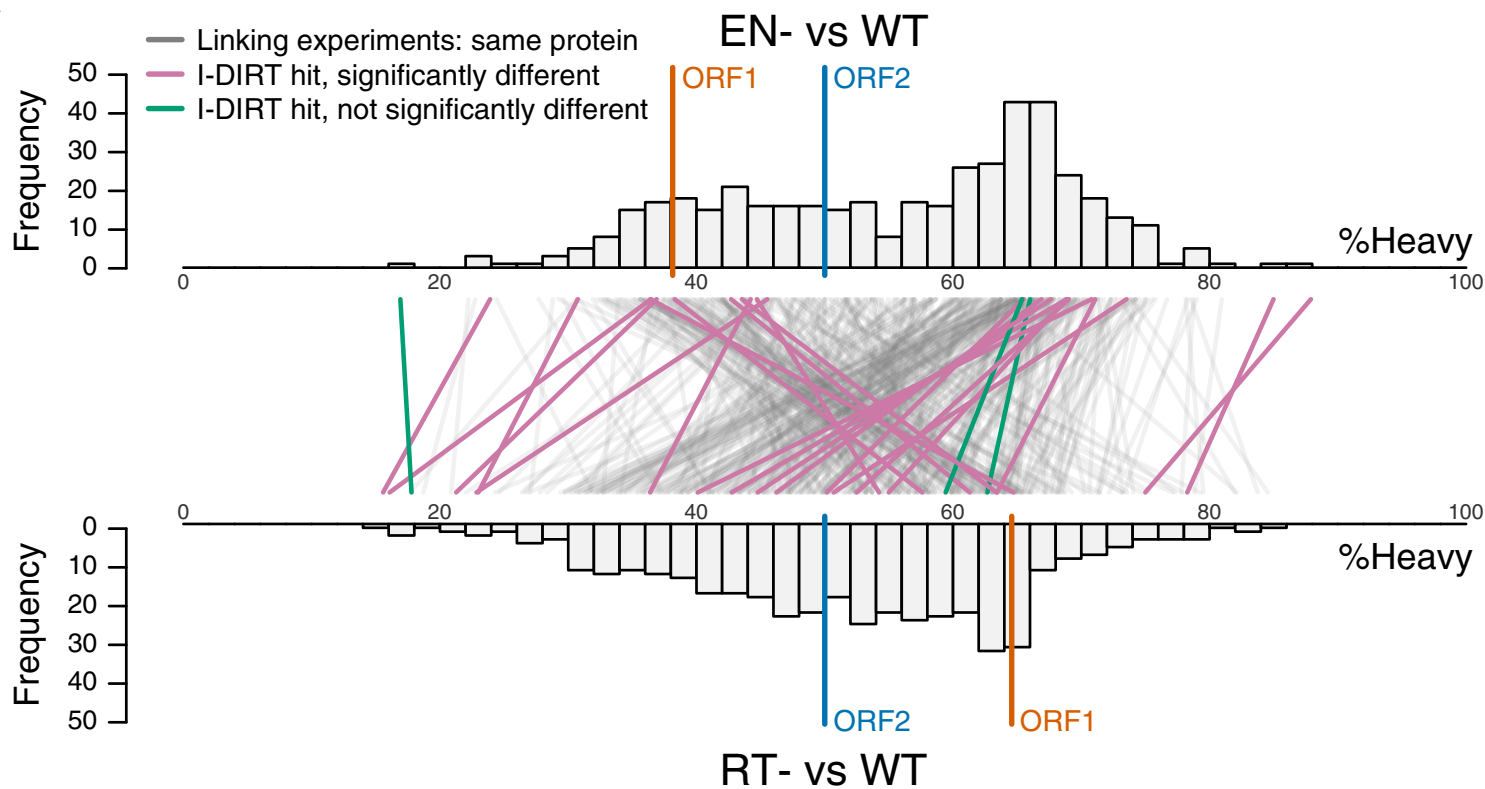 EN- vs WT
Linking experiments: same protein
I-DIRT hit, significantly different
I-DIRT hit, not significantly different
ORF1
ORF2
Frequency
50
40
30
20
10
0
%Heavy
0 20 40 60 80 100
0 20 40 60 80 100
%Heavy
Frequency
0
10
20
30
40
50
ORF2
ORF1
RT- vs WT